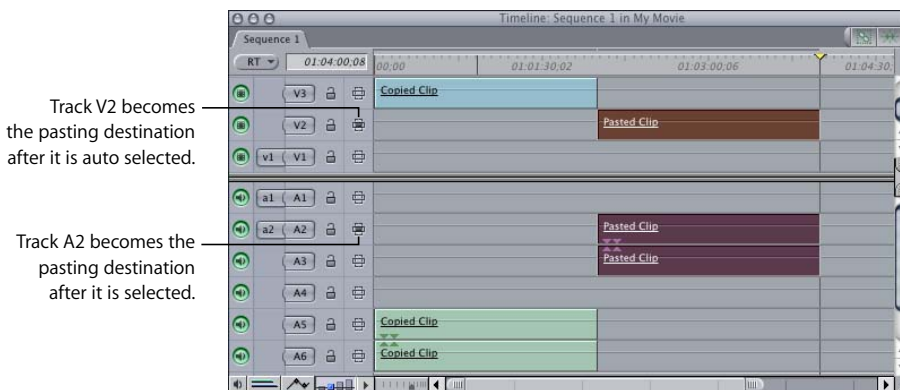 Timeline: Sequence 1 in My Movie
Sequence 1
RT 01:04:00;08 00;00 01:01:30;02 01:03:00;06 01:04:30;
V3 Copied Clip
Track V2 becomes
the pasting destination
after it is auto selected.
V2 Pasted Clip
v1 V1
a1 A1
Track A2 becomes the
pasting destination
after it is selected.
a2 A2 Pasted Clip
A3 Pasted Clip
A4
A5 Copied Clip
A6 Copied Clip